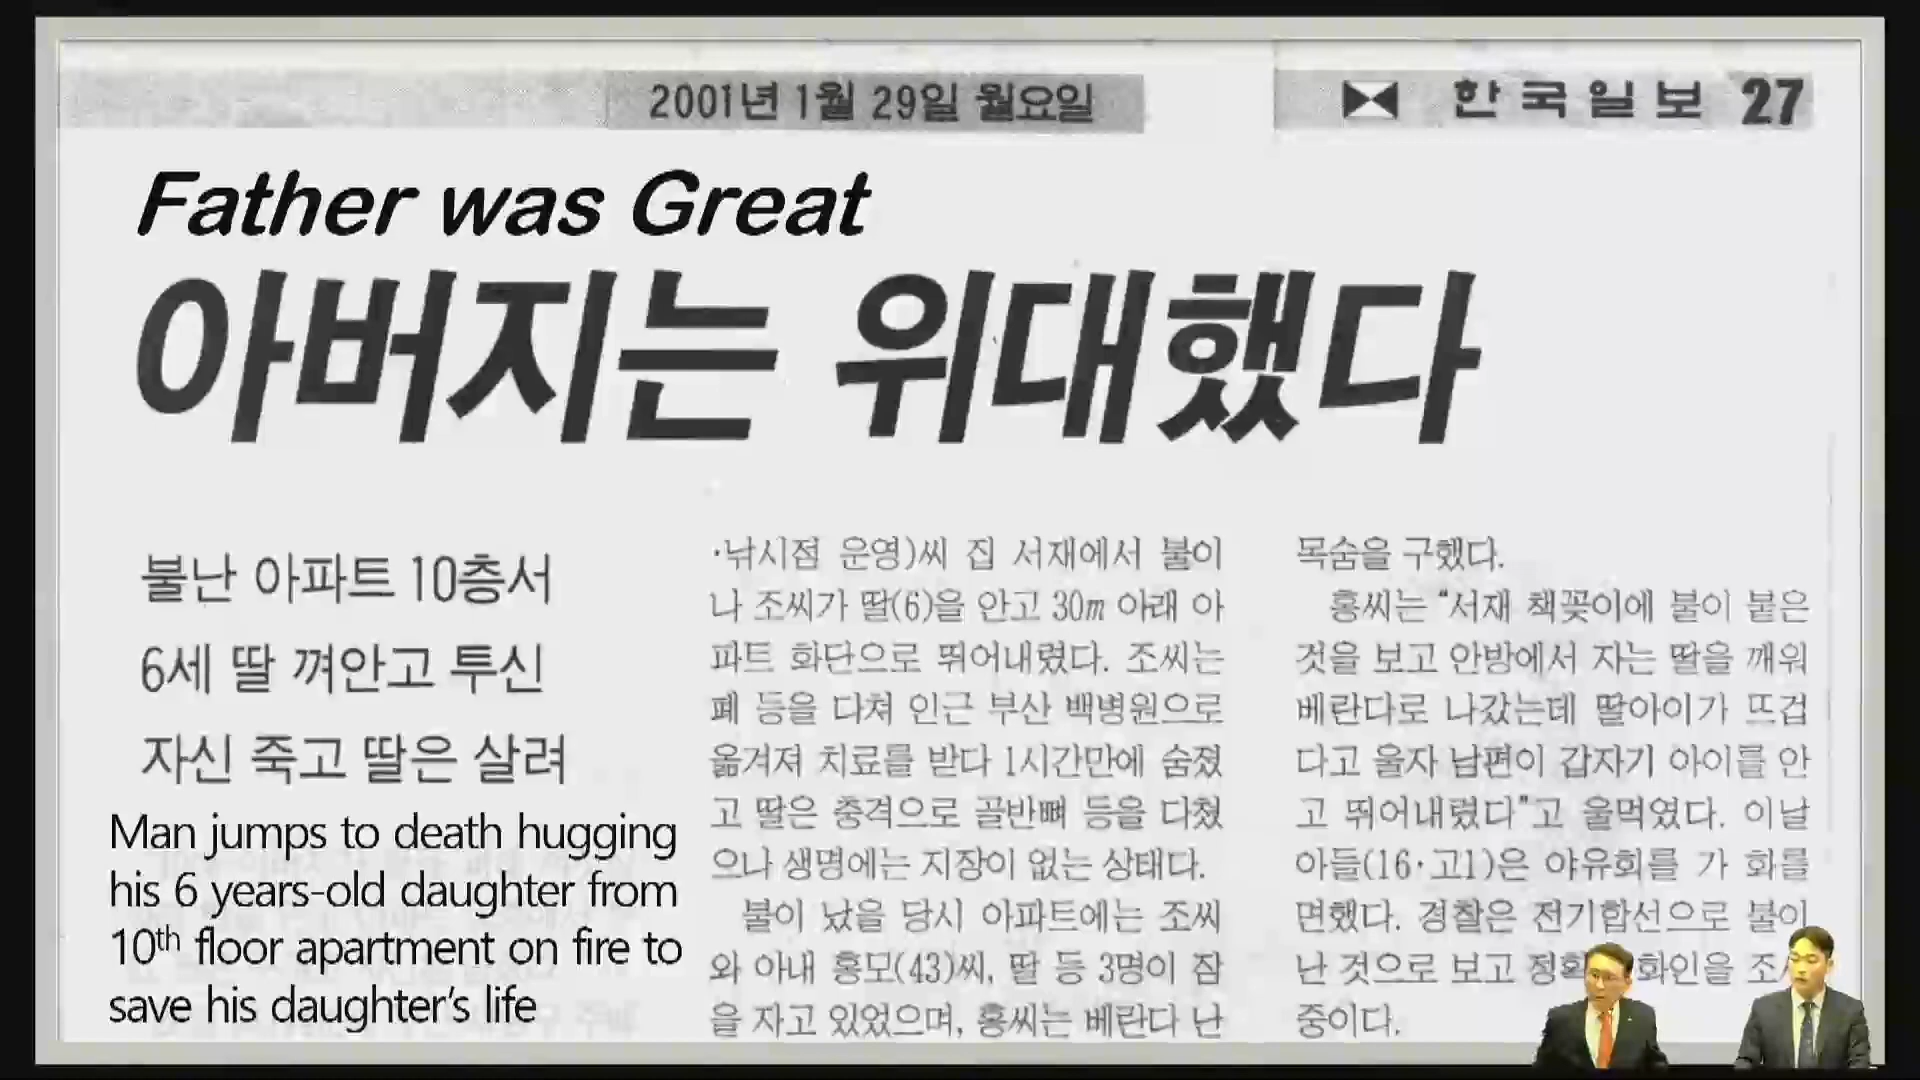 2001년 1월 29일 월요일
한국일보 27
Father was Great
아버지는 위대했다
불난 아파트 10층서
6세 딸 껴안고 투신
자신 죽고 딸은 살려
Man jumps to death hugging
his 6 years-old daughter from
10th floor apartment on fire to
save his daughter's life
·낚시점 운영)씨 집 서재에서 불이
나 조씨가 딸(6)을 안고 30m 아래 아
파트 화단으로 뛰어내렸다. 조씨는
폐 등을 다쳐 인근 부산 백병원으로
옮겨져 치료를 받다 1시간만에 숨졌
고 딸은 충격으로 골반뼈 등을 다쳤
으나 생명에는 지장이 없는 상태다.
불이 났을 당시 아파트에는 조씨
와 아내 홍모(43)씨, 딸 등 3명이 잠
을 자고 있었으며, 홍씨는 베란다 난
목숨을 구했다.
홍씨는 "서재 책꽂이에 불이 붙은
것을 보고 안방에서 자는 딸을 깨워
베란다로 나갔는데 딸아이가 뜨겁
다고 울자 남편이 갑자기 아이를 안
고 뛰어내렸다"고 울먹였다. 이날
아들(16·고1)은 야유회를 가 화를
면했다. 경찰은 전기합선으로 불이
난 것으로 보고 화인을
중이다.